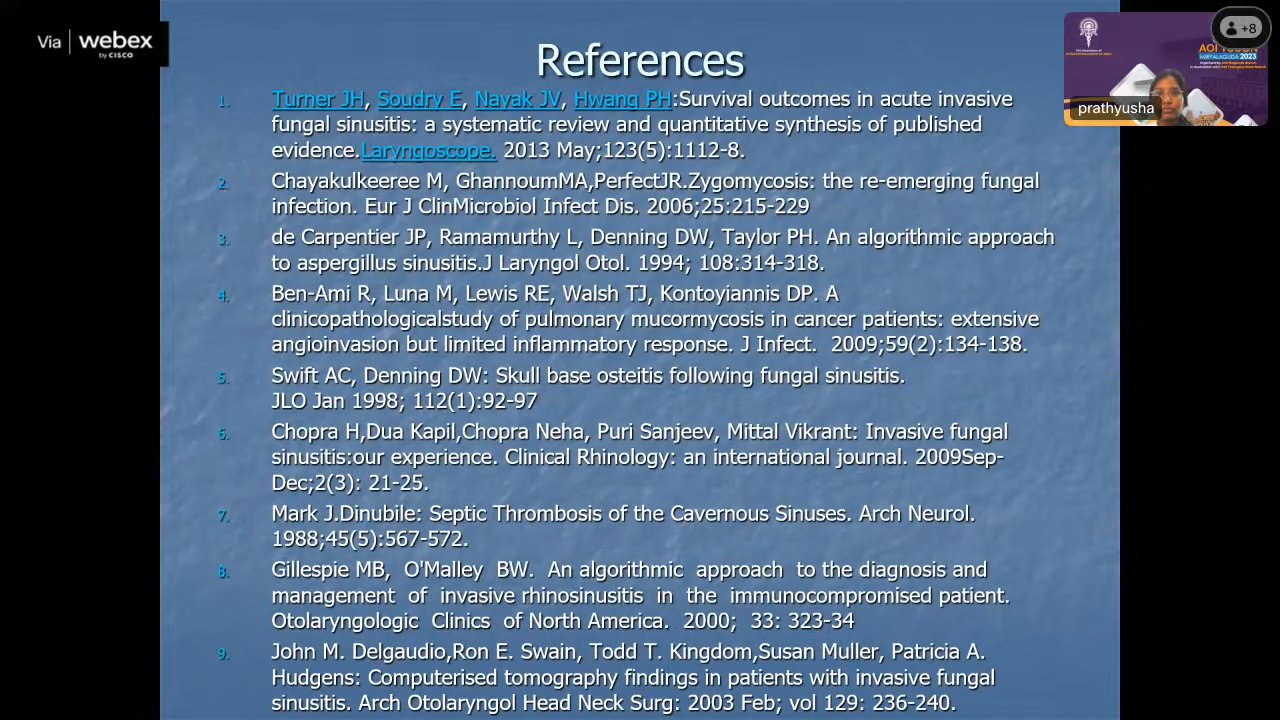 Via webex
by CISCO
References
+8
AOI
MIRYALAGUDA 2023
prathyusha
1. Turner JH, Soudry E, Nayak JV, Hwang PH:Survival outcomes in acute invasive
fungal sinusitis: a systematic review and quantitative synthesis of published
evidence.Laryngoscope. 2013 May;123(5):1112-8.
2. Chayakulkeeree M, GhannoumMA,PerfectJR.Zygomycosis: the re-emerging fungal
infection. Eur J ClinMicrobiol Infect Dis. 2006;25:215-229
3. de Carpentier JP, Ramamurthy L, Denning DW, Taylor PH. An algorithmic approach
to aspergillus sinusitis.J Laryngol Otol. 1994; 108:314-318.
4. Ben-Ami R, Luna M, Lewis RE, Walsh TJ, Kontoyiannis DP. A
clinicopathologicalstudy of pulmonary mucormycosis in cancer patients: extensive
angioinvasion but limited inflammatory response. J Infect. 2009;59(2):134-138.
5. Swift AC, Denning DW: Skull base osteitis following fungal sinusitis.
JLO Jan 1998; 112(1):92-97
6. Chopra H,Dua Kapil,Chopra Neha, Puri Sanjeev, Mittal Vikrant: Invasive fungal
sinusitis:our experience. Clinical Rhinology: an international journal. 2009Sep-
Dec;2(3): 21-25.
7. Mark J.Dinubile: Septic Thrombosis of the Cavernous Sinuses. Arch Neurol.
1988;45(5):567-572.
8. Gillespie MB, O'Malley BW. An algorithmic approach to the diagnosis and
management of invasive rhinosinusitis in the immunocompromised patient.
Otolaryngologic Clinics of North America. 2000; 33: 323-34
9. John M. Delgaudio,Ron E. Swain, Todd T. Kingdom,Susan Muller, Patricia A.
Hudgens: Computerised tomography findings in patients with invasive fungal
sinusitis. Arch Otolaryngol Head Neck Surg: 2003 Feb; vol 129: 236-240.